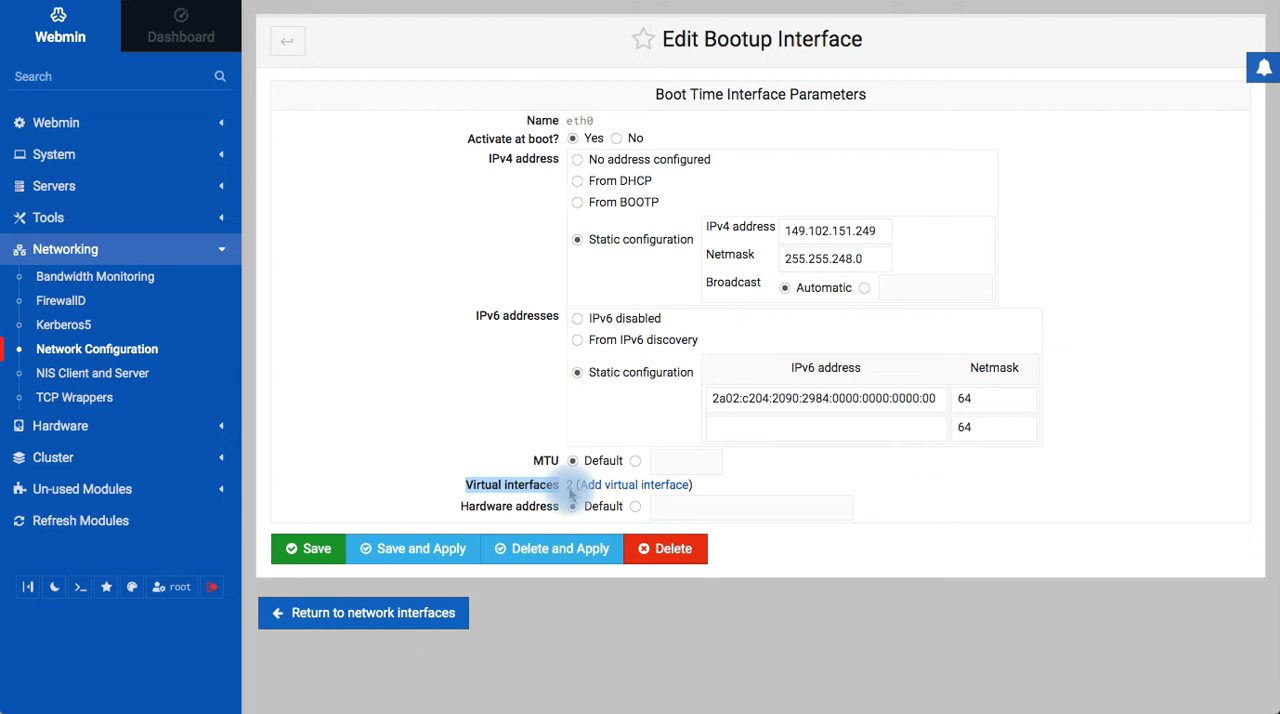 Webmin
Dashboard
Search
Webmin
System
Servers
Tools
Networking
Bandwidth Monitoring
FirewallD
Kerberos5
Network Configuration
NIS Client and Server
TCP Wrappers
Hardware
Cluster
Un-used Modules
Refresh Modules
root
Edit Bootup Interface
Boot Time Interface Parameters
Name eth0
Activate at boot? Yes No
IPv4 address No address configured
From DHCP
From BOOTP
Static configuration
IPv4 address 149.102.151.249
Netmask 255.255.248.0
Broadcast Automatic
IPv6 addresses IPv6 disabled
From IPv6 discovery
Static configuration
IPv6 address Netmask
2a02:c204:2090:2984:0000:0000:0000:00 64
64
MTU Default
Virtual interfaces 2 (Add virtual interface)
Hardware address Default
Save Save and Apply Delete and Apply Delete
Return to network interfaces